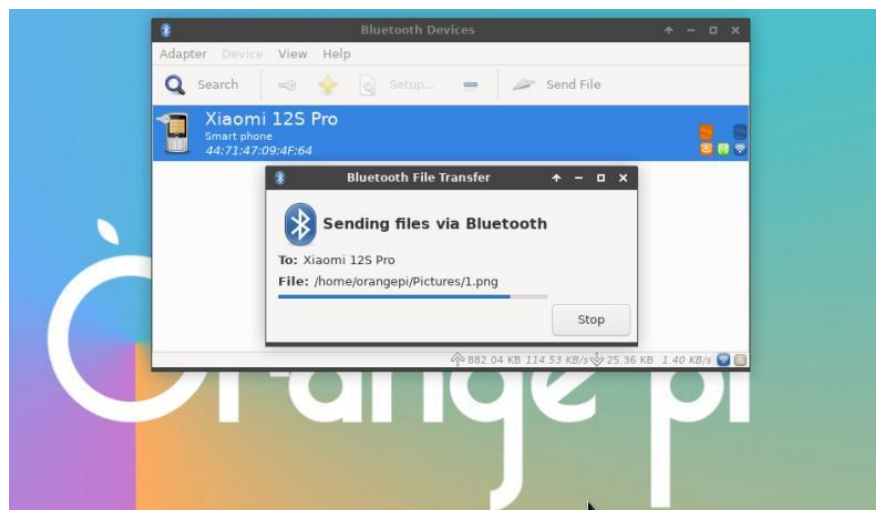 Bluetooth Devices
Adapter Device View Help
Search Setup... Send File
Xiaomi 12S Pro
Smart phone
44:71:47:09:4F:64
Bluetooth File Transfer
Sending files via Bluetooth
To: Xiaomi 12S Pro
File: /home/orangepi/Pictures/1.png
Stop
882.04 KB 114.53 KB/s 25.36 KB 1.40 KB/s
Orange pi